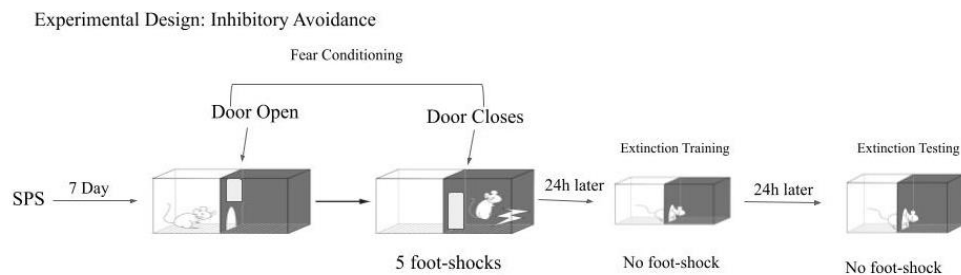 Experimental Design: Inhibitory Avoidance
Fear Conditioning
Door Open
Door Closes
Extinction Training
Extinction Testing
SPS
7 Day
24h later
24h later
5 foot-shocks
No foot-shock
No foot-shock